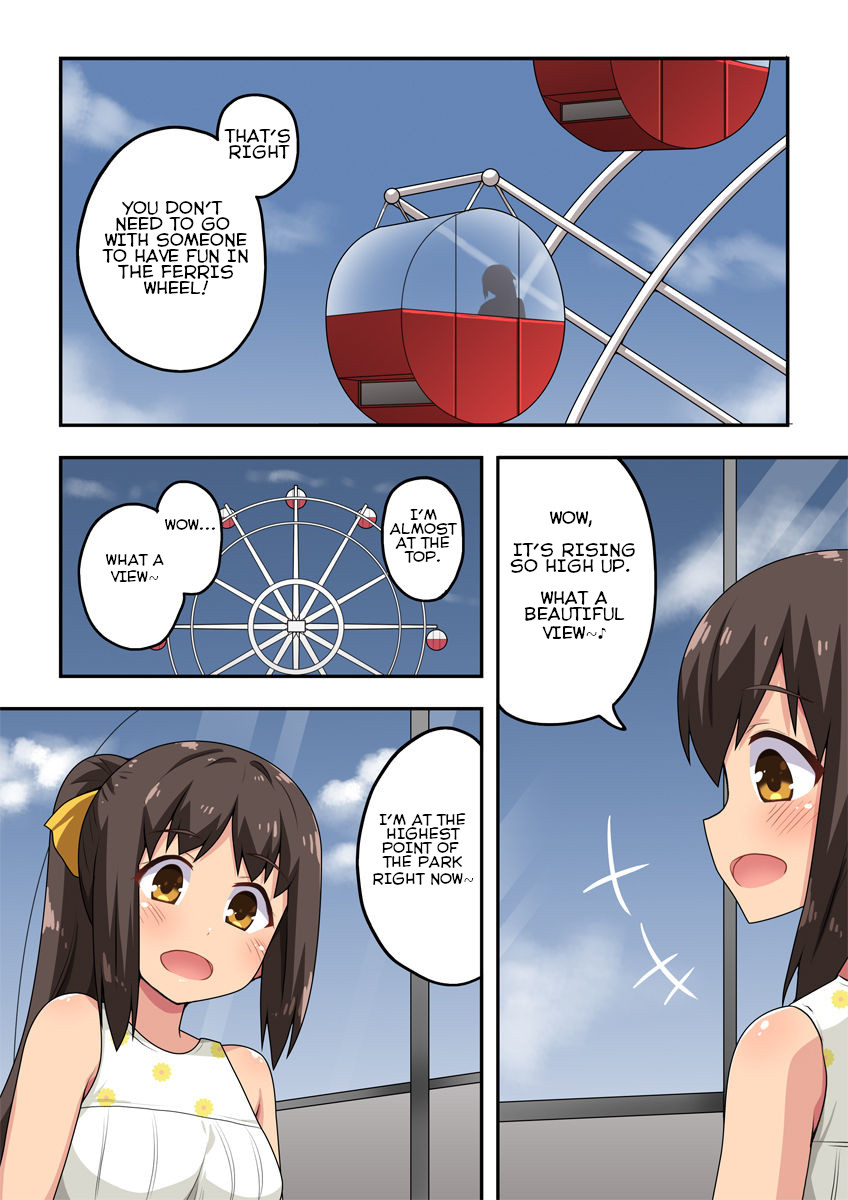 THAT'S
RIGHT
YOU DON'T
NEED TO GO
WITH SOMEONE
TO HAVE FUN IN
THE FERRIS
WHEEL!
WOW,
IT'S RISING
SO HIGH UP.
WHAT A
BEAUTIFUL
VIEW~♪
I'M
ALMOST
AT THE
TOP.
WOW...
WHAT A
VIEW~
I'M AT THE
HIGHEST
POINT OF
THE PARK
RIGHT NOW~